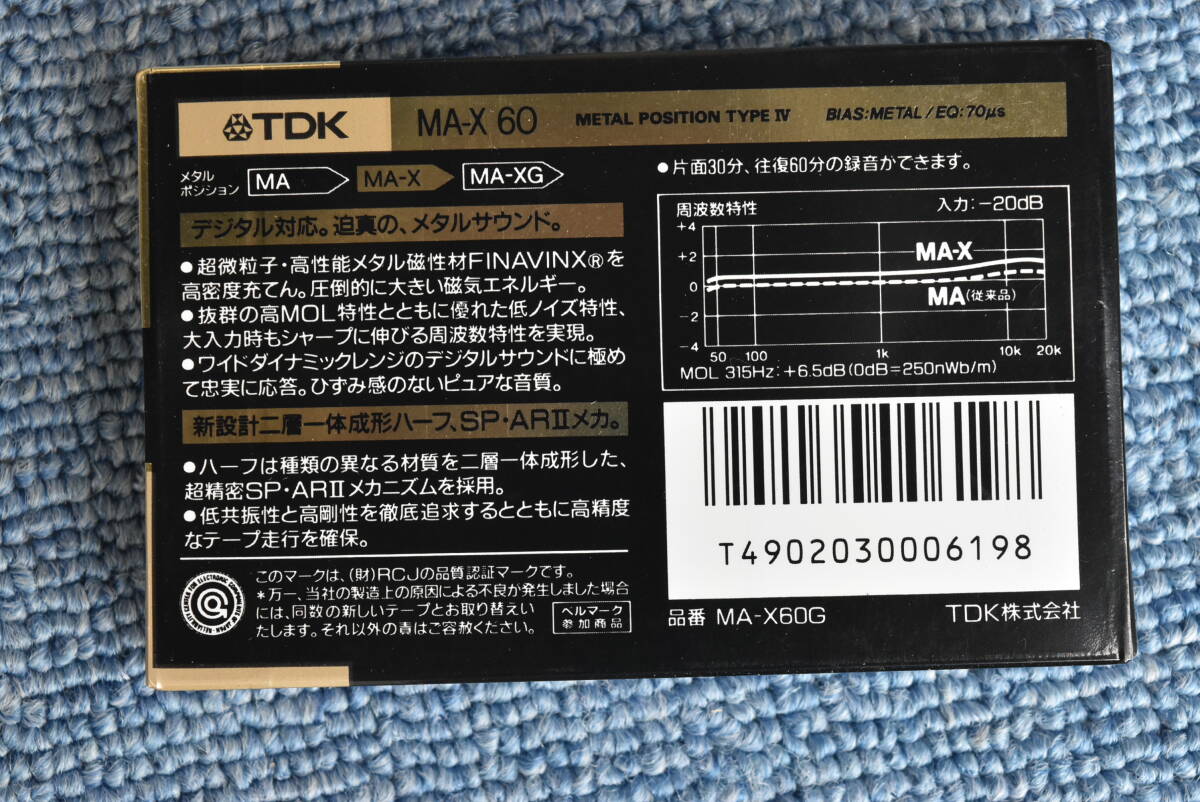 TDK MA-X 60 METAL POSITION TYPE IV BIAS:METAL/EQ:70μs
メタル
ポジション MA MA-X MA-XG
デジタル対応。迫真の、メタルサウンド。
●超微粒子・高性能メタル磁性材FINAVINX®を
高密度充てん。圧倒的に大きい磁気エネルギー。
●抜群の高MOL特性とともに優れた低ノイズ特性、
大入力時もシャープに伸びる周波数特性を実現。
●ワイドダイナミックレンジのデジタルサウンドに極め
て忠実に応答。ひずみ感のないピュアな音質。
新設計二層一体成形ハーフ、SP・ARIIメカ。
●ハーフは種類の異なる材質を二層一体成形した、
超精密SP・ARIIメカニズムを採用。
●低共振性と高剛性を徹底追求するとともに高精度
なテープ走行を確保。
このマークは、(財)RCJの品質認証マークです。
*万一、当社の製造上の原因による不良が発生しました場合
には、同数の新しいテープとお取り替えい
たします。それ以外の責はご容赦ください。
ベルマーク
参加商品
●片面30分、往復60分の録音ができます。
周波数特性 入力:-20dB
+4
+2
0
-2
-4
MA-X
MA(従来品)
50 100 1k 10k 20k
MOL 315Hz:+6.5dB(0dB=250nWb/m)
T4902030006198
品番 MA-X60G TDK株式会社